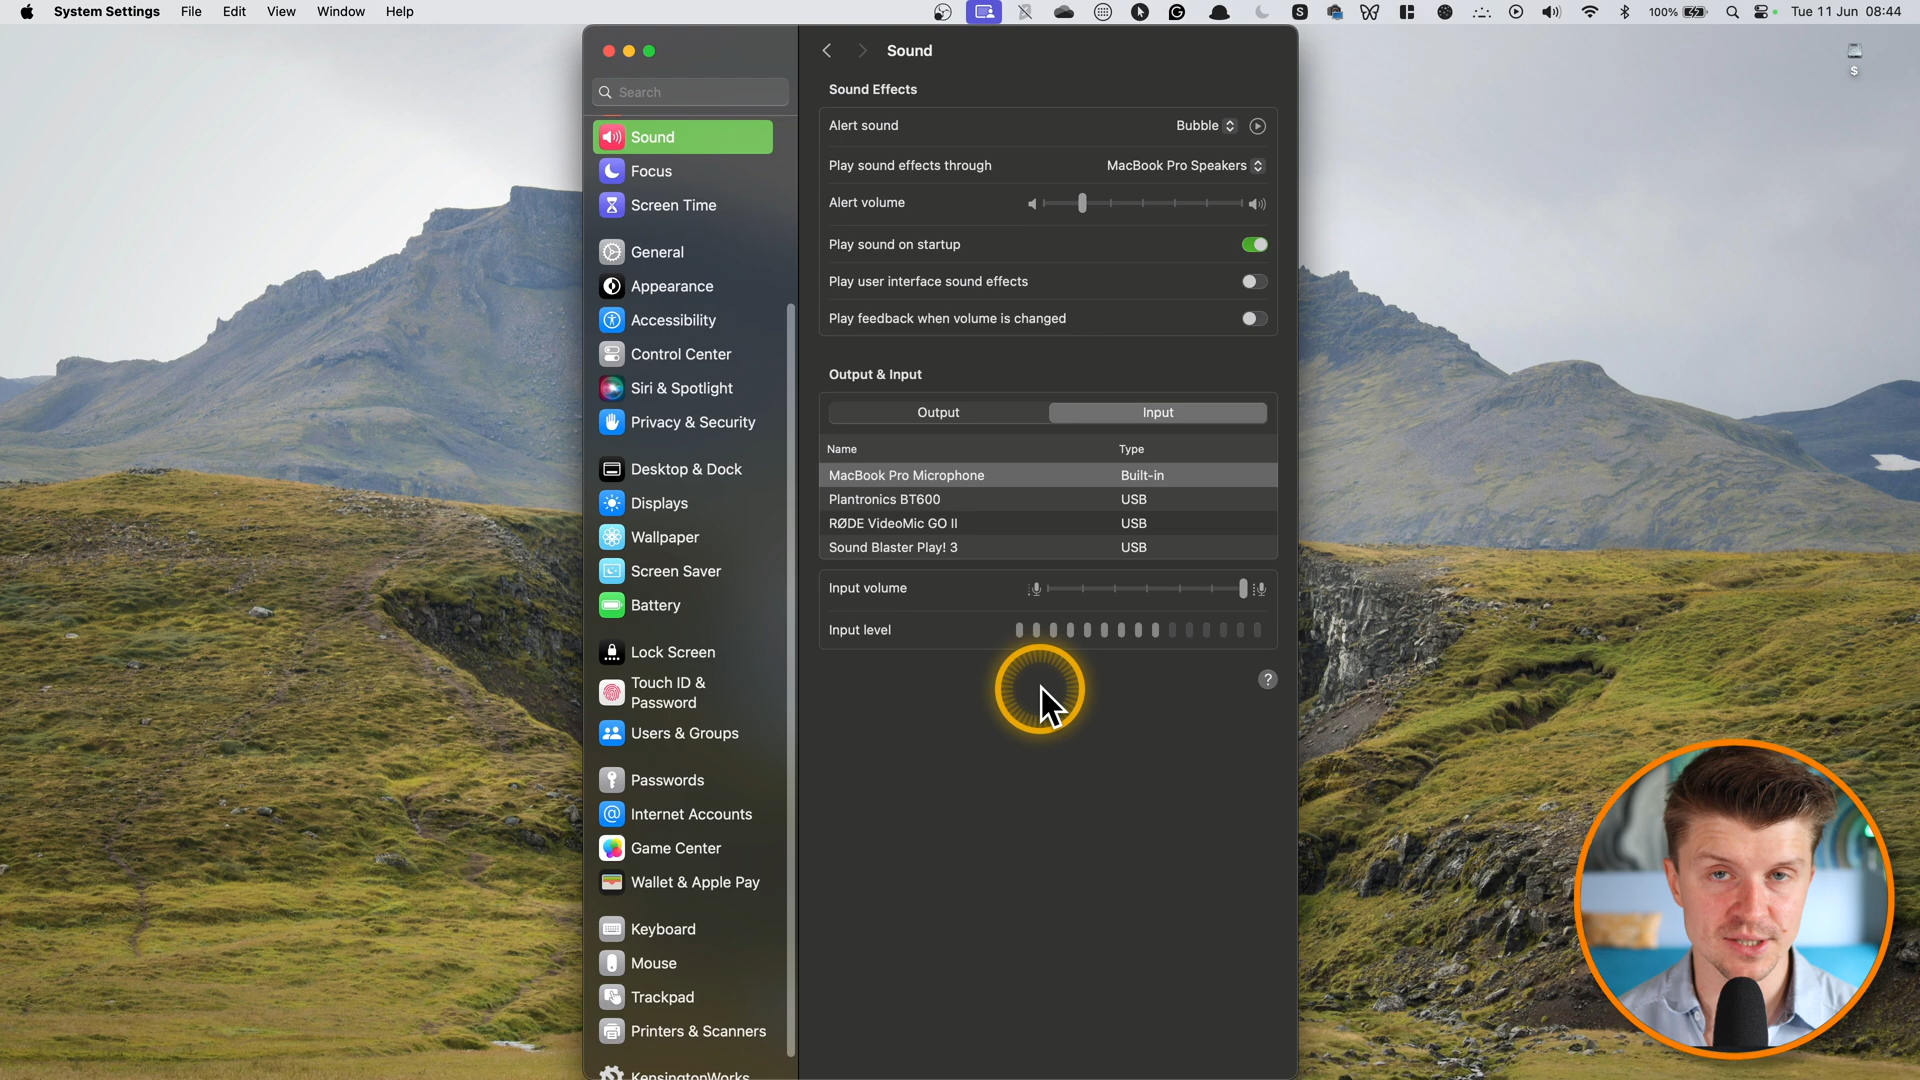 System Settings File Edit View Window Help
100% Tue 11 Jun 08:44
$
Search
Sound
Focus
Screen Time
General
Appearance
Accessibility
Control Center
Siri & Spotlight
Privacy & Security
Desktop & Dock
Displays
Wallpaper
Screen Saver
Battery
Lock Screen
Touch ID &
Password
Users & Groups
Passwords
Internet Accounts
Game Center
Wallet & Apple Pay
Keyboard
Mouse
Trackpad
Printers & Scanners
KensingtonWorks
Sound
Sound Effects
Alert sound Bubble
Play sound effects through MacBook Pro Speakers
Alert volume
Play sound on startup
Play user interface sound effects
Play feedback when volume is changed
Output & Input
Output Input
Name Type
MacBook Pro Microphone Built-in
Plantronics BT600 USB
RØDE VideoMic GO II USB
Sound Blaster Play! 3 USB
Input volume
Input level
?